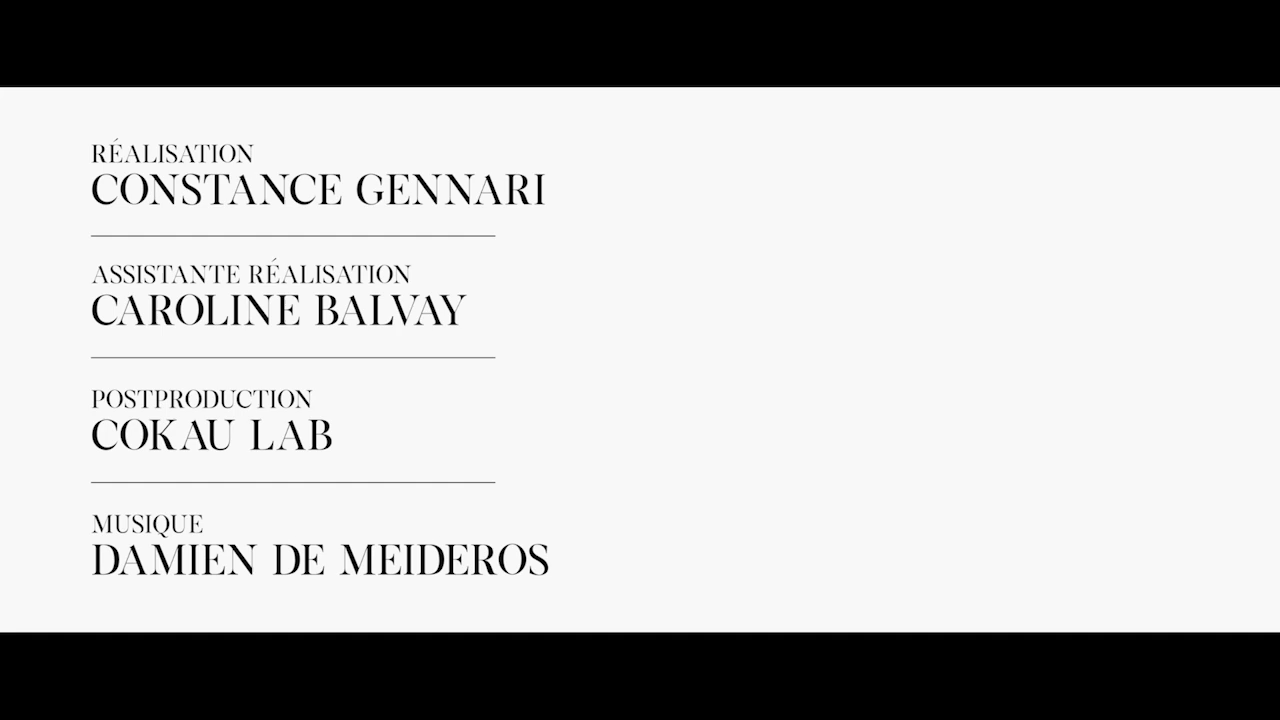 RÉALISATION
CONSTANCE GENNARI
ASSISTANTE RÉALISATION
CAROLINE BALVAY
POSTPRODUCTION
COKAU LAB
MUSIQUE
DAMIEN DE MEIDEROS